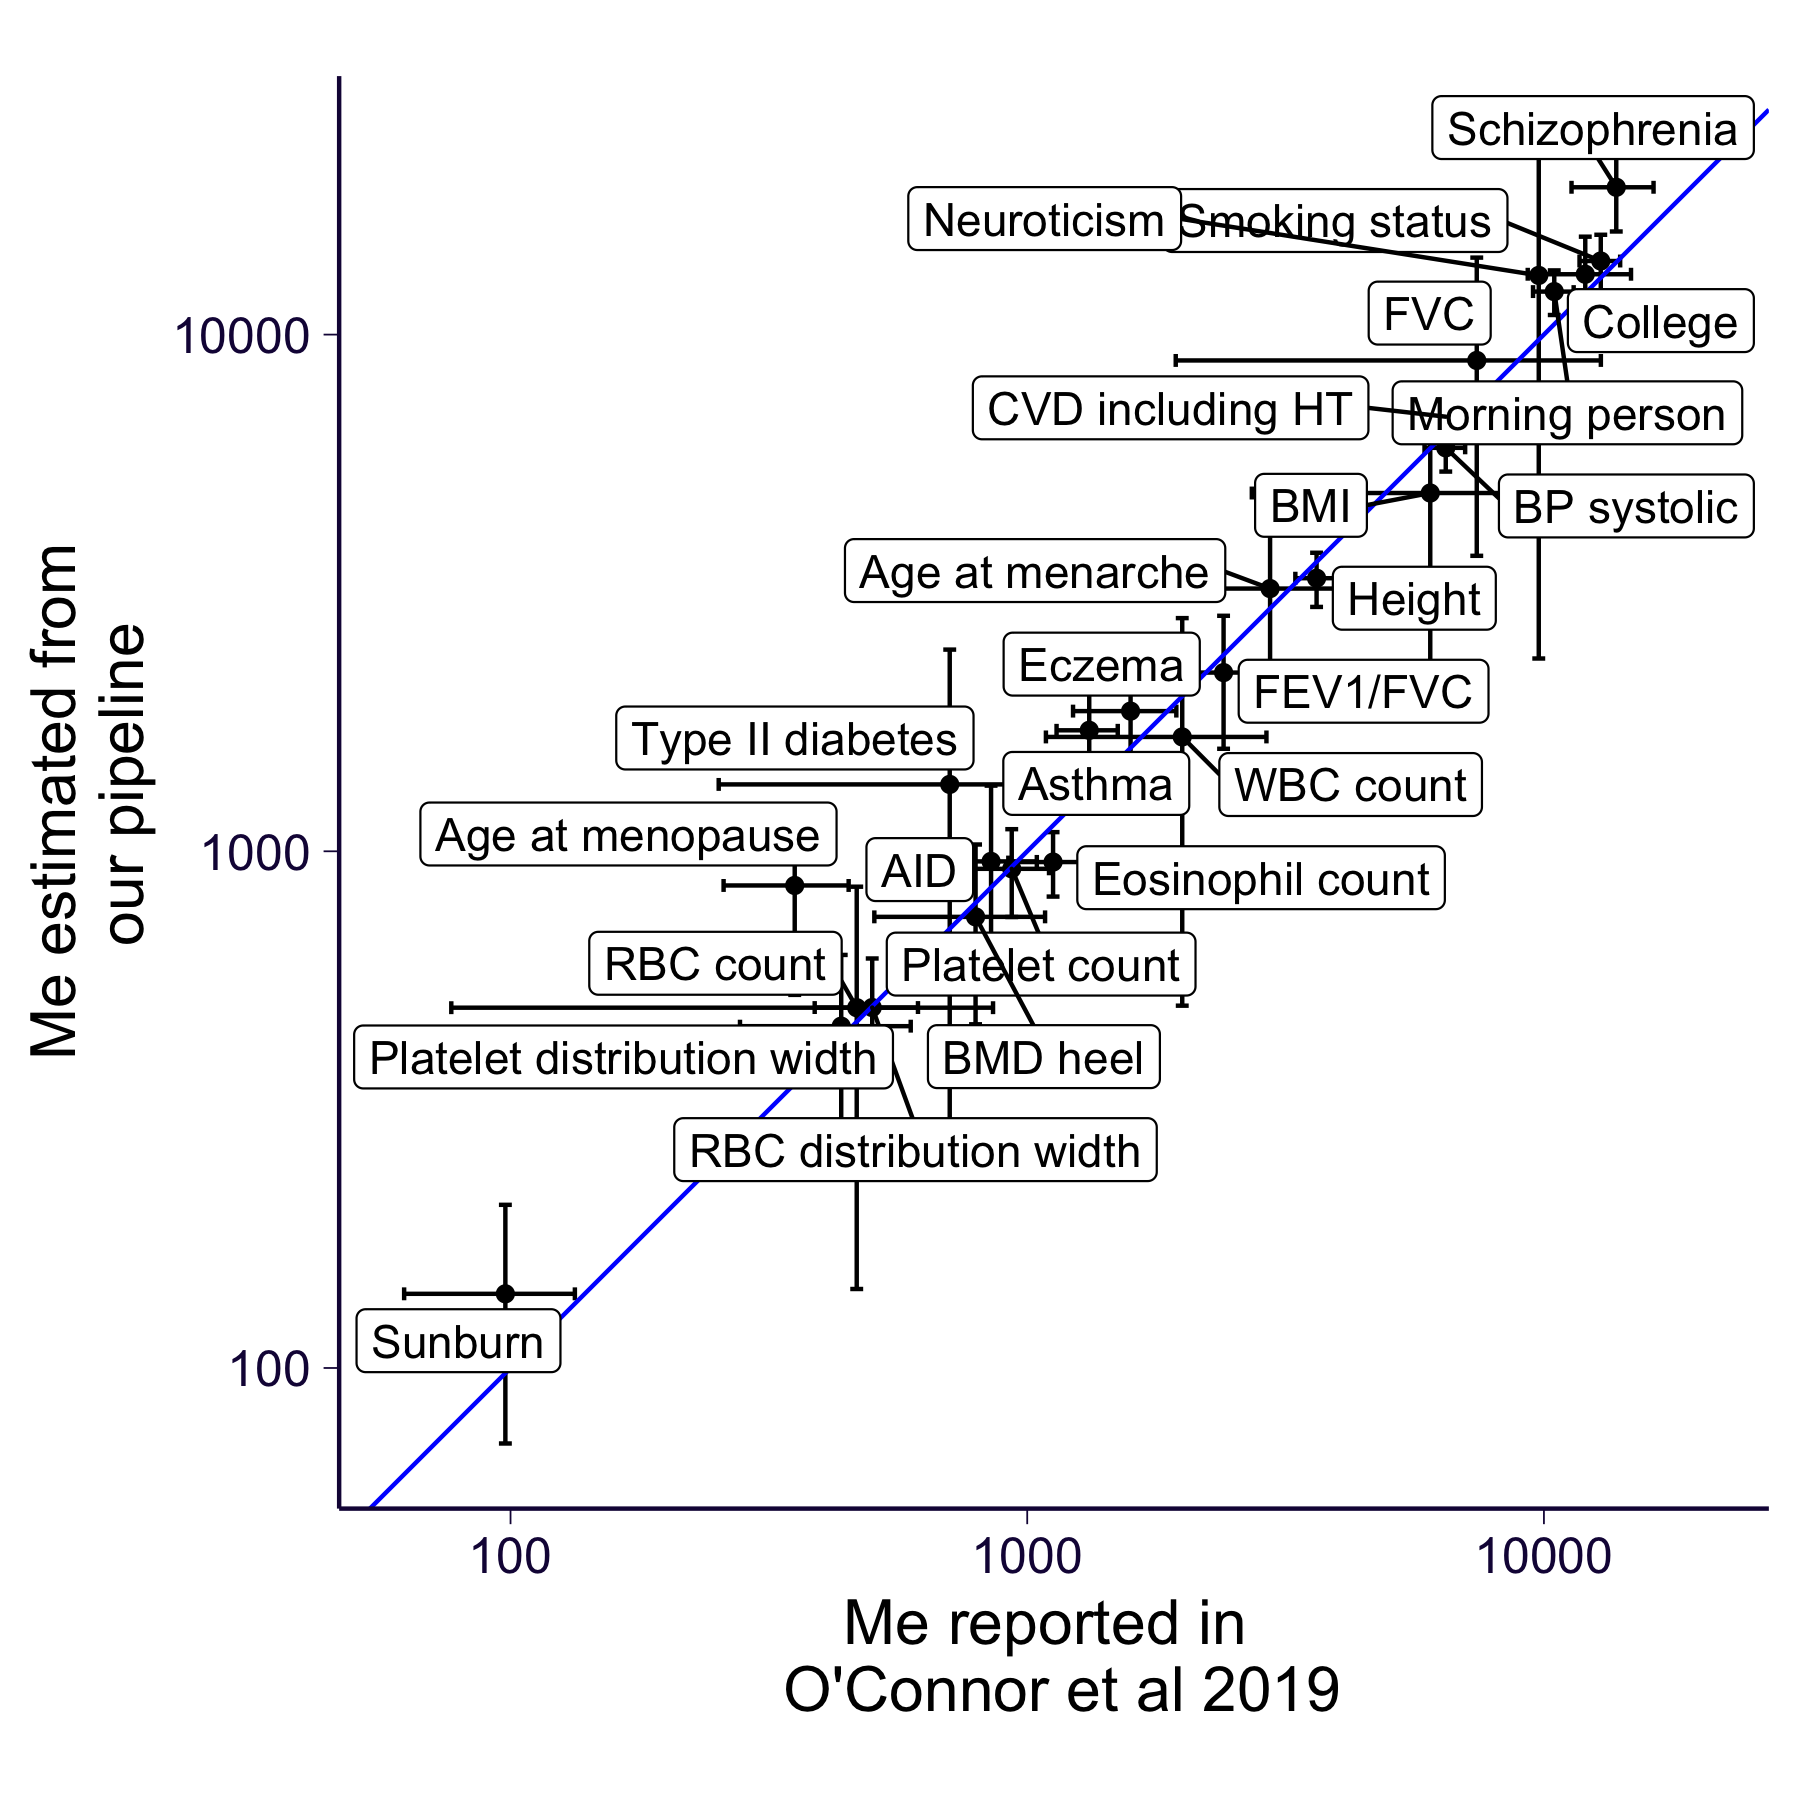 Schizophrenia
Neuroticism
Smoking status
FVC
College
10000
CVD including HT
Morning person
BMI
BP systolic
Age at menarche
Height
Eczema
FEV1/FVC
Type II diabetes
Asthma
WBC count
Age at menopause
1000
AID
Eosinophil count
RBC count
Platelet count
Platelet distribution width
BMD heel
RBC distribution width
Sunburn
100
Me estimated from
our pipeline
100
1000
10000
Me reported in
O'Connor et al 2019